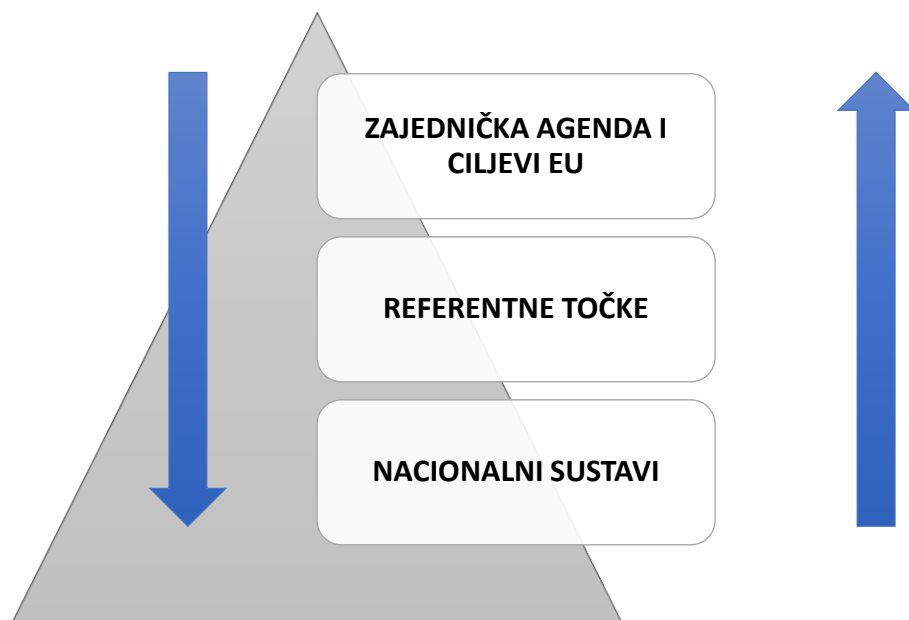 ZAJEDNIČKA AGENDA I
CILJEVI EU
REFERENTNE TOČKE
NACIONALNI SUSTAVI